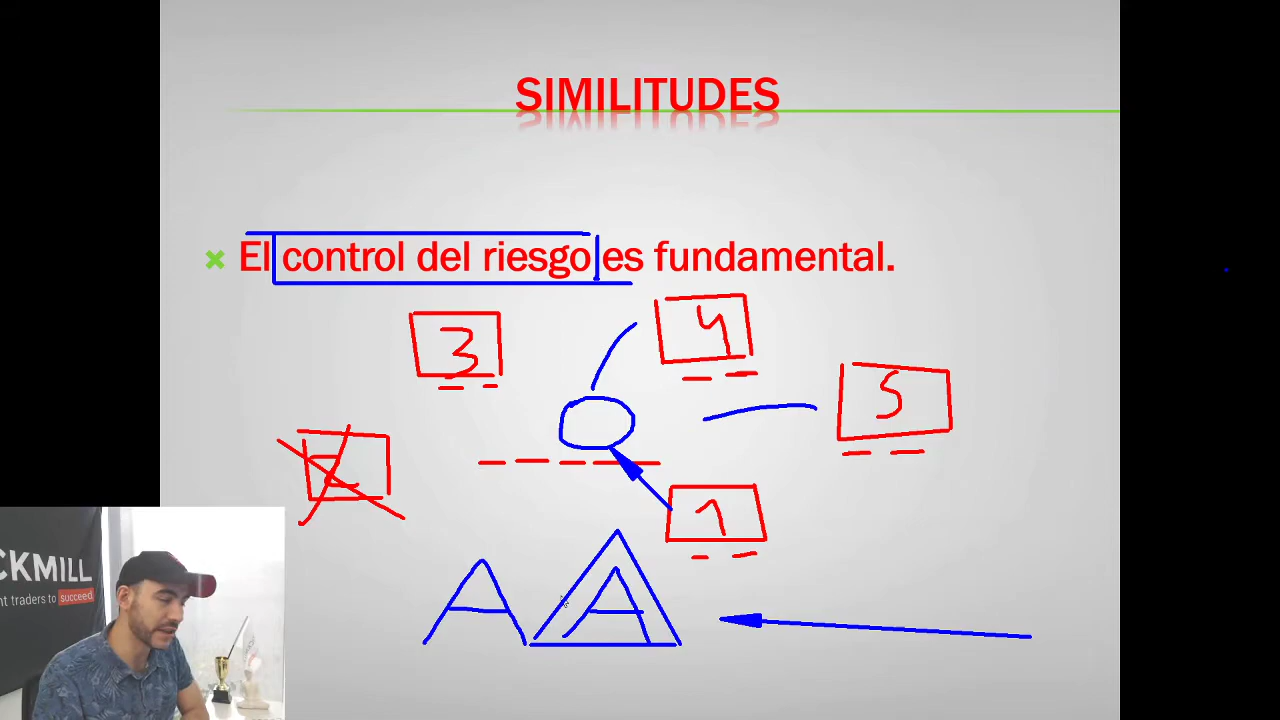 SIMILITUDES
El control del riesgo es fundamental.
3
4
5
2
1
A A
CKMILL
nt traders to succeed